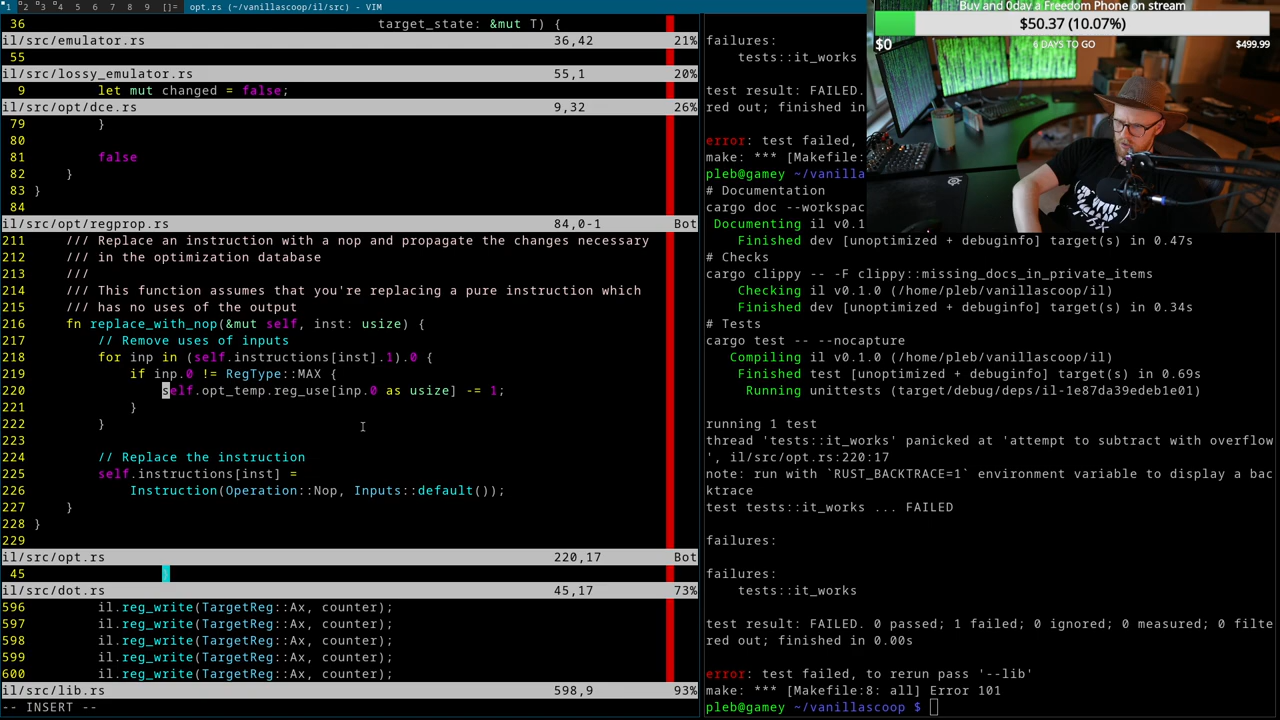 1 2 3 4 5 6 7 8 9 []= opt.rs (~/vanillascoop/il/src) - VIM
36 target_state: &mut T) {
il/src/emulator.rs 36,42 21%
55
il/src/lossy_emulator.rs 55,1 20%
9 let mut changed = false;
il/src/opt/dce.rs 9,32 26%
79 }
80
81 false
82 }
83 }
84
il/src/opt/regprop.rs 84,0-1 Bot
211 /// Replace an instruction with a nop and propagate the changes necessary
212 /// in the optimization database
213 ///
214 /// This function assumes that you're replacing a pure instruction which
215 /// has no uses of the output
216 fn replace_with_nop(&mut self, inst: usize) {
217 // Remove uses of inputs
218 for inp in (self.instructions[inst].1).0 {
219 if inp.0 != RegType::MAX {
220 self.opt_temp.reg_use[inp.0 as usize] -= 1;
221 }
222 }
223
224 // Replace the instruction
225 self.instructions[inst] =
226 Instruction(Operation::Nop, Inputs::default());
227 }
228 }
229
il/src/opt.rs 220,17 Bot
45 }
il/src/dot.rs 45,17 73%
596 il.reg_write(TargetReg::Ax, counter);
597 il.reg_write(TargetReg::Ax, counter);
598 il.reg_write(TargetReg::Ax, counter);
599 il.reg_write(TargetReg::Ax, counter);
600 il.reg_write(TargetReg::Ax, counter);
il/src/lib.rs 598,9 93%
-- INSERT --
failures:
tests::it_works
test result: FAILED.
red out; finished in
error: test failed,
make: *** [Makefile:
pleb@gamey ~/vanilla
# Documentation
cargo doc --workspac
Documenting il v0.1
Finished dev [unoptimized + debuginfo] target(s) in 0.47s
# Checks
cargo clippy -- -F clippy::missing_docs_in_private_items
Checking il v0.1.0 (/home/pleb/vanillascoop/il)
Finished dev [unoptimized + debuginfo] target(s) in 0.34s
# Tests
cargo test -- --nocapture
Compiling il v0.1.0 (/home/pleb/vanillascoop/il)
Finished test [unoptimized + debuginfo] target(s) in 0.69s
Running unittests (target/debug/deps/il-1e87da39edeb1e01)
running 1 test
thread 'tests::it_works' panicked at 'attempt to subtract with overflow
', il/src/opt.rs:220:17
note: run with `RUST_BACKTRACE=1` environment variable to display a bac
ktrace
test tests::it_works ... FAILED
failures:
failures:
tests::it_works
test result: FAILED. 0 passed; 1 failed; 0 ignored; 0 measured; 0 filte
red out; finished in 0.00s
error: test failed, to rerun pass '--lib'
make: *** [Makefile:8: all] Error 101
pleb@gamey ~/vanillascoop $
Buy and 0day a Freedom Phone on stream
$50.37 (10.07%)
$0 6 DAYS TO GO $499.99